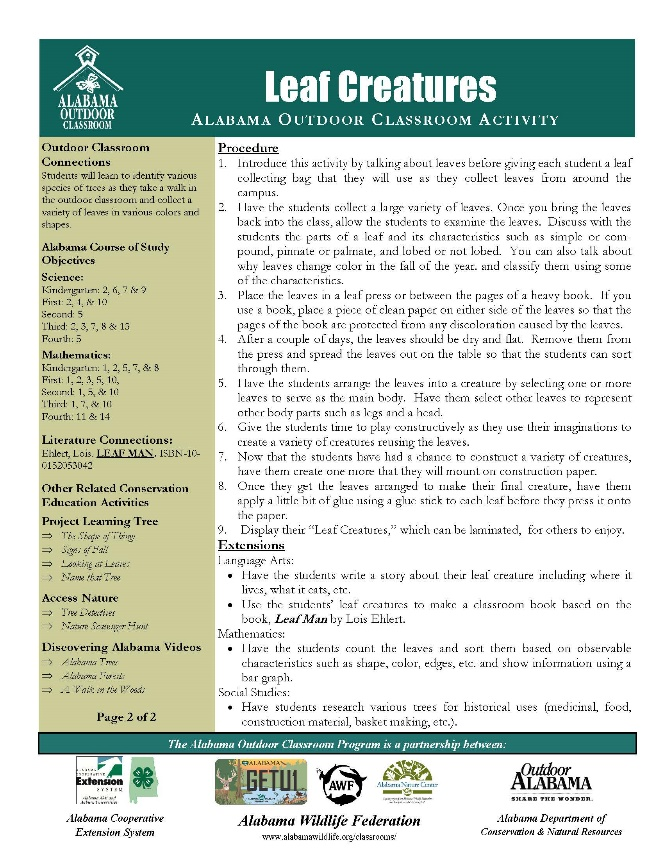 ALABAMA
OUTDOOR
CLASSROOM
Leaf Creatures
ALABAMA OUTDOOR CLASSROOM ACTIVITY
Outdoor Classroom
Connections
Students will learn to identify various
species of trees as they take a walk in
the outdoor classroom and collect a
variety of leaves in various colors and
shapes.
Alabama Course of Study
Objectives
Science:
Kindergarten: 2, 6, 7 & 9
First: 2, 4, & 10
Second: 5
Third: 2, 3, 7, 8 & 13
Fourth: 5
Mathematics:
Kindergarten: 1, 2, 5, 7, & 8
First: 1, 2, 3, 5, 10,
Second: 1, 5, & 10
Third: 1, 7, & 10
Fourth: 11 & 14
Literature Connections:
Ehlert, Lois. LEAF MAN. ISBN-10-
0152053042
Other Related Conservation
Education Activities
Project Learning Tree
⇒ The Shape of Things
⇒ Signs of Fall
⇒ Looking at Leaves
⇒ Name that Tree
Access Nature
⇒ Tree Detectives
⇒ Nature Scavenger Hunt
Discovering Alabama Videos
⇒ Alabama Trees
⇒ Alabama Forests
⇒ A Walk in the Woods
Page 2 of 2
Procedure
1. Introduce this activity by talking about leaves before giving each student a leaf
collecting bag that they will use as they collect leaves from around the
campus.
2. Have the students collect a large variety of leaves. Once you bring the leaves
back into the class, allow the students to examine the leaves. Discuss with the
students the parts of a leaf and its characteristics such as simple or com-
pound, pinnate or palmate, and lobed or not lobed. You can also talk about
why leaves change color in the fall of the year. and classify them using some
of the characteristics.
3. Place the leaves in a leaf press or between the pages of a heavy book. If you
use a book, place a piece of clean paper on either side of the leaves so that the
pages of the book are protected from any discoloration caused by the leaves.
4. After a couple of days, the leaves should be dry and flat. Remove them from
the press and spread the leaves out on the table so that the students can sort
through them.
5. Have the students arrange the leaves into a creature by selecting one or more
leaves to serve as the main body. Have them select other leaves to represent
other body parts such as legs and a head.
6. Give the students time to play constructively as they use their imaginations to
create a variety of creatures reusing the leaves.
7. Now that the students have had a chance to construct a variety of creatures,
have them create one more that they will mount on construction paper.
8. Once they get the leaves arranged to make their final creature, have them
apply a little bit of glue using a glue stick to each leaf before they press it onto
the paper.
9. Display their "Leaf Creatures," which can be laminated, for others to enjoy.
Extensions
Language Arts:
• Have the students write a story about their leaf creature including where it
lives, what it eats, etc.
• Use the students' leaf creatures to make a classroom book based on the
book, Leaf Man by Lois Ehlert.
Mathematics:
• Have the students count the leaves and sort them based on observable
characteristics such as shape, color, edges, etc. and show information using a
bar graph.
Social Studies:
• Have students research various trees for historical uses (medicinal, food,
construction material, basket making, etc.).
The Alabama Outdoor Classroom Program is a partnership between:
Extension
SYSTEM
Alabama Cooperative
Extension System
ALABAMA
GETU1
AWF
Alabama Nature Center
Alabama Wildlife Federation
www.alabamawildlife.org/classrooms/
Outdoor
ALABAMA
SHARE THE WONDER.
Alabama Department of
Conservation & Natural Resources